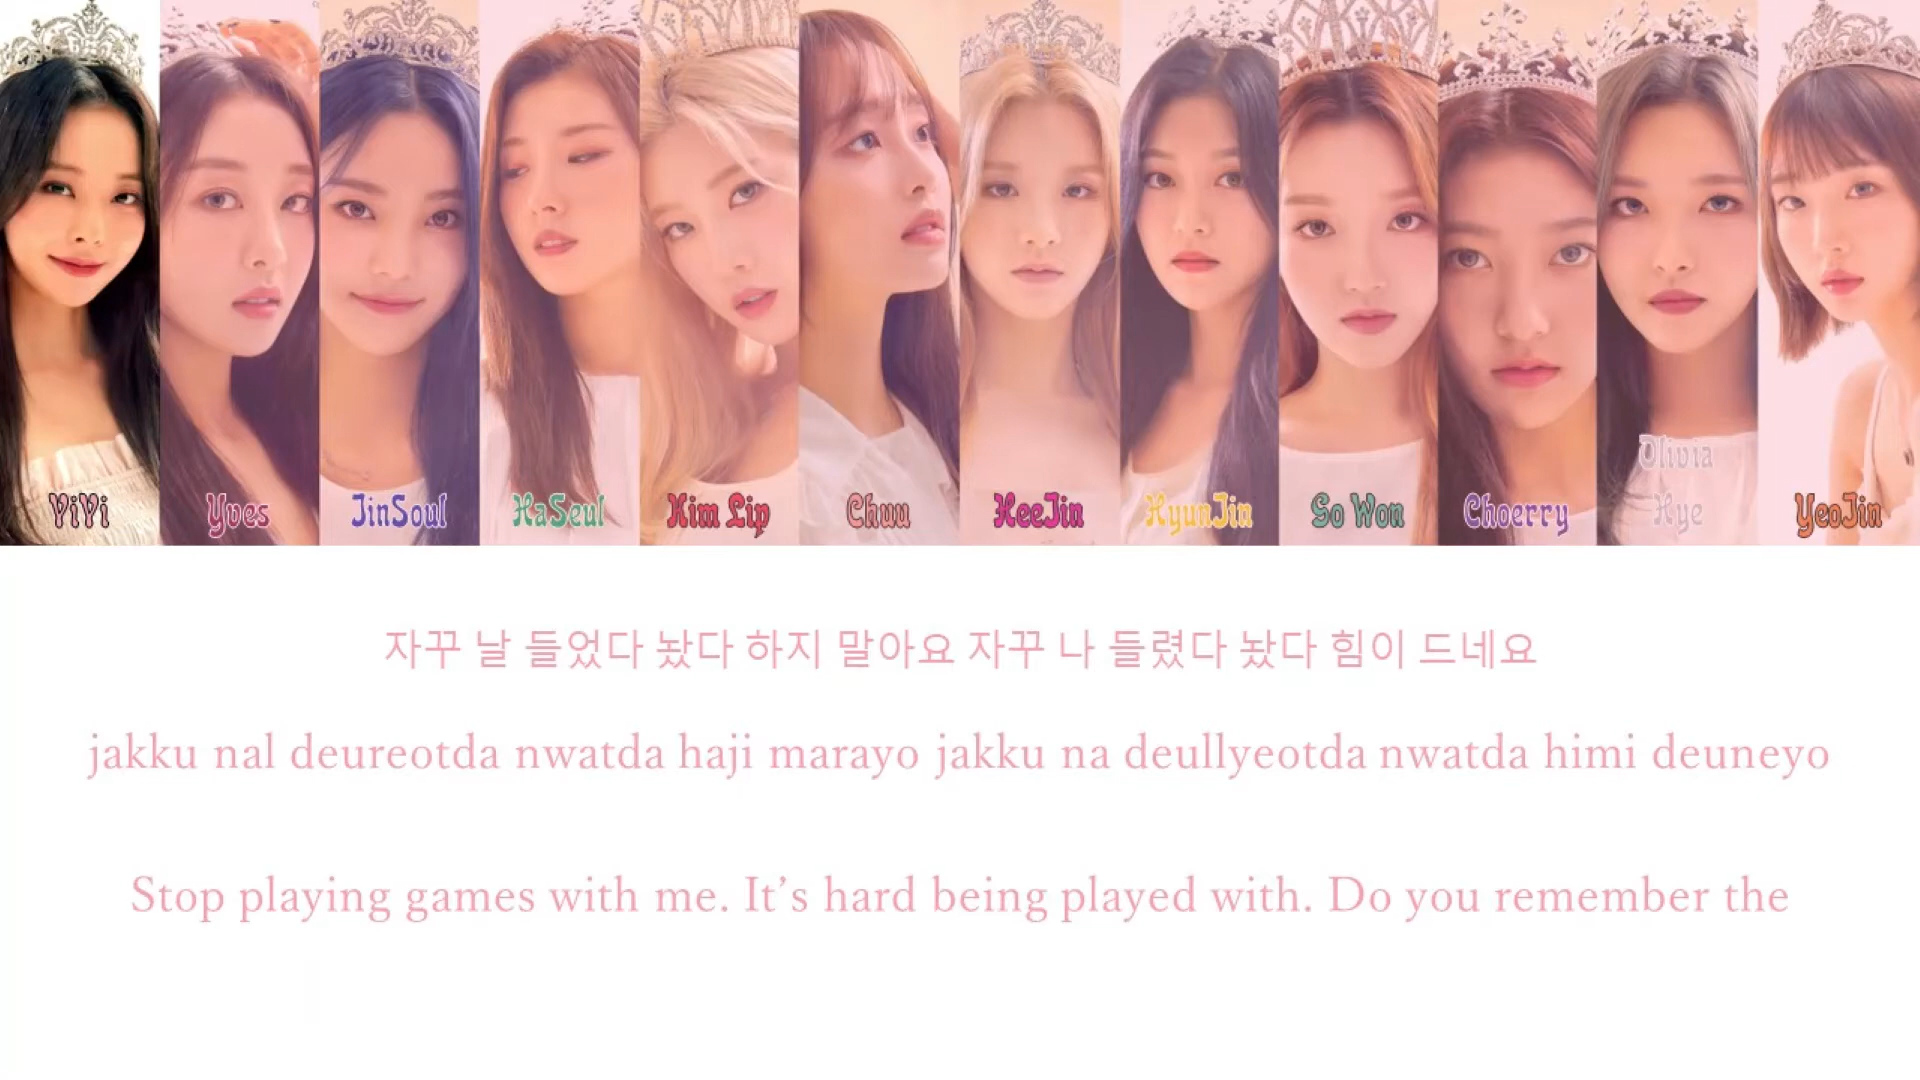 YiYi Yves JinSoul HaSeul Kim Lip Chuu HeeJin HyunJin So Won Choerry Olivia Hye YeoJin
자꾸 날 들었다 놨다 하지 말아요 자꾸 나 들렸다 놨다 힘이 드네요
jakku nal deureotda nwatda haji marayo jakku na deullyeotda nwatda himi deuneyo
Stop playing games with me. It’s hard being played with. Do you remember the